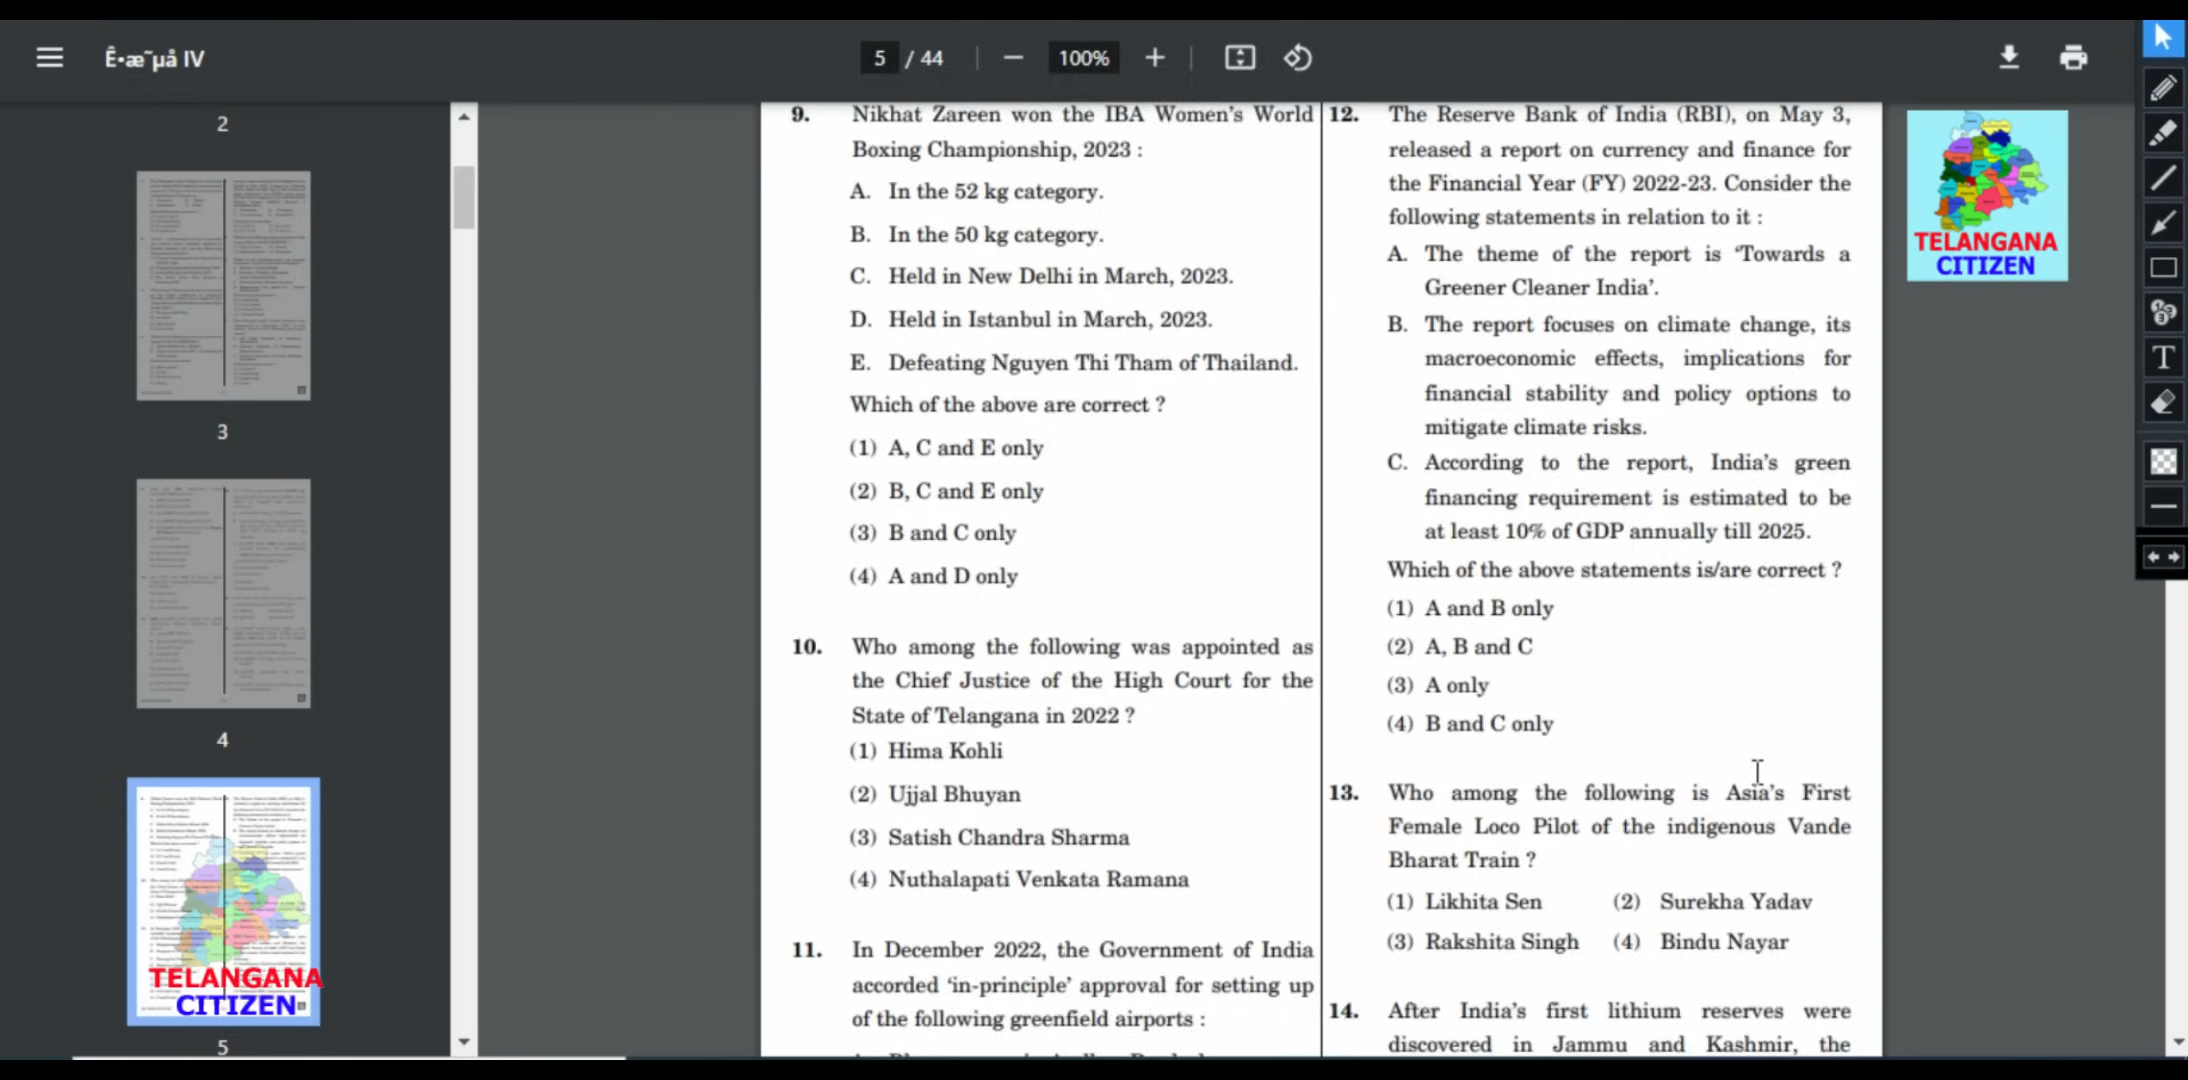 Ê•æ˜µå IV
5 / 44
100%
2
3
4
5
TELANGANA
CITIZEN
9. Nikhat Zareen won the IBA Women's World
Boxing Championship, 2023 :
A. In the 52 kg category.
B. In the 50 kg category.
C. Held in New Delhi in March, 2023.
D. Held in Istanbul in March, 2023.
E. Defeating Nguyen Thi Tham of Thailand.
Which of the above are correct ?
(1) A, C and E only
(2) B, C and E only
(3) B and C only
(4) A and D only
10. Who among the following was appointed as
the Chief Justice of the High Court for the
State of Telangana in 2022 ?
(1) Hima Kohli
(2) Ujjal Bhuyan
(3) Satish Chandra Sharma
(4) Nuthalapati Venkata Ramana
11. In December 2022, the Government of India
accorded 'in-principle' approval for setting up
of the following greenfield airports :
12. The Reserve Bank of India (RBI), on May 3,
released a report on currency and finance for
the Financial Year (FY) 2022-23. Consider the
following statements in relation to it :
A. The theme of the report is 'Towards a
Greener Cleaner India'.
B. The report focuses on climate change, its
macroeconomic effects, implications for
financial stability and policy options to
mitigate climate risks.
C. According to the report, India's green
financing requirement is estimated to be
at least 10% of GDP annually till 2025.
Which of the above statements is/are correct ?
(1) A and B only
(2) A, B and C
(3) A only
(4) B and C only
13. Who among the following is Asia's First
Female Loco Pilot of the indigenous Vande
Bharat Train ?
(1) Likhita Sen (2) Surekha Yadav
(3) Rakshita Singh (4) Bindu Nayar
14. After India's first lithium reserves were
discovered in Jammu and Kashmir, the
TELANGANA
CITIZEN
T